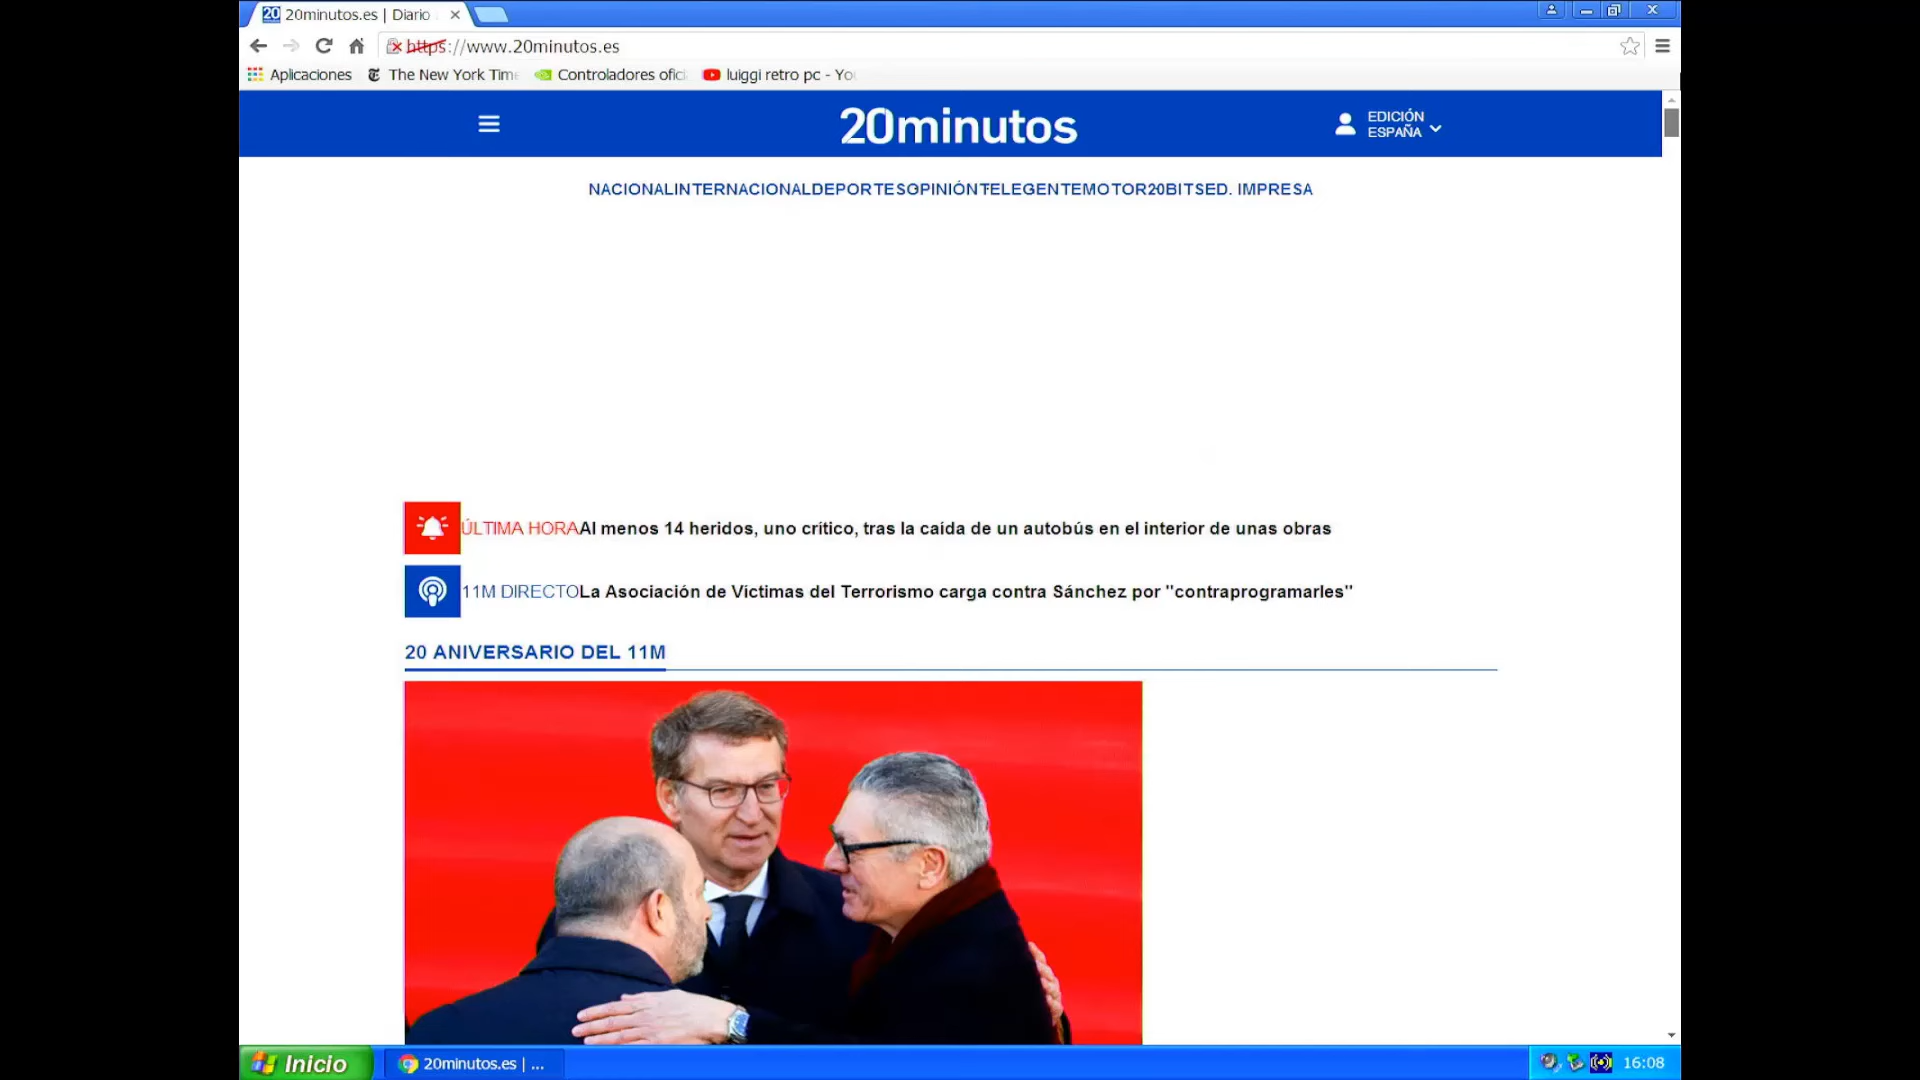 20 20minutos.es | Diario
https://www.20minutos.es
Aplicaciones The New York Tim Controladores ofici luiggi retro pc - You
20minutos
EDICIÓN
ESPAÑA
NACIONALINTERNACIONALDEPORTESOPINIÓNTELEGENTEMOTOR20BITSED. IMPRESA
ÚLTIMA HORAAl menos 14 heridos, uno crítico, tras la caída de un autobús en el interior de unas obras
11M DIRECTOLa Asociación de Víctimas del Terrorismo carga contra Sánchez por "contraprogramarles"
20 ANIVERSARIO DEL 11M
Inicio 20minutos.es | ... 16:08